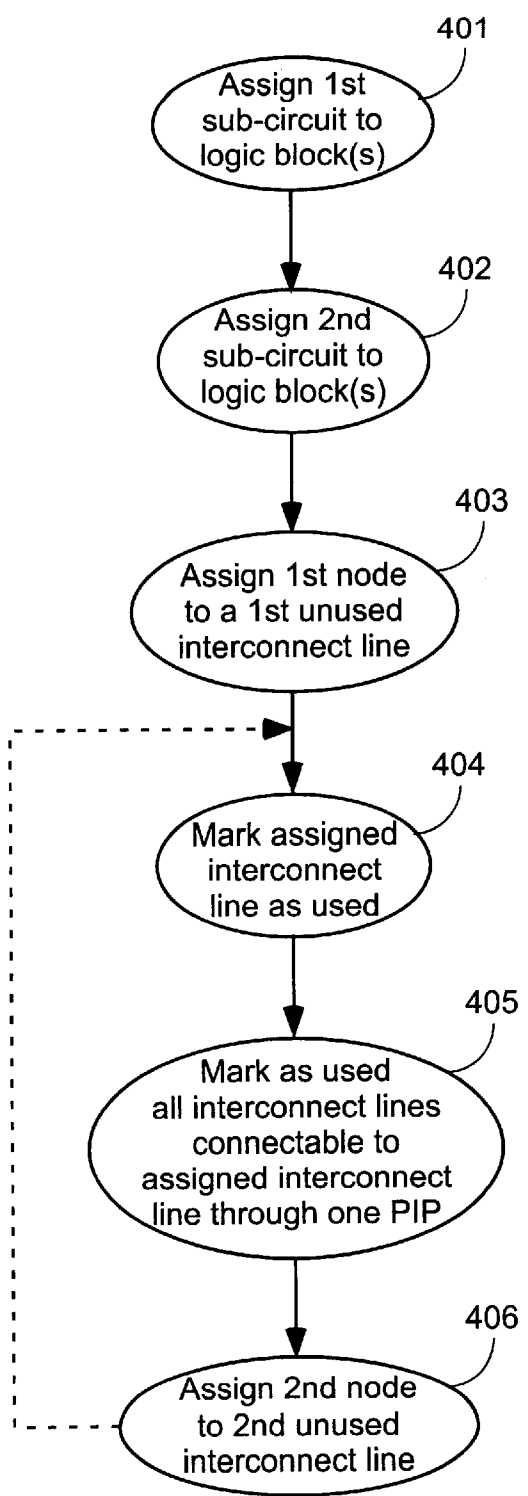 401
Assign 1st
sub-circuit to
logic block(s)
402
Assign 2nd
sub-circuit to
logic block(s)
403
Assign 1st node
to a 1st unused
interconnect line
404
Mark assigned
interconnect
line as used
405
Mark as used
all interconnect lines
connectable to
assigned interconnect
line through one PIP
406
Assign 2nd node
to 2nd unused
interconnect line